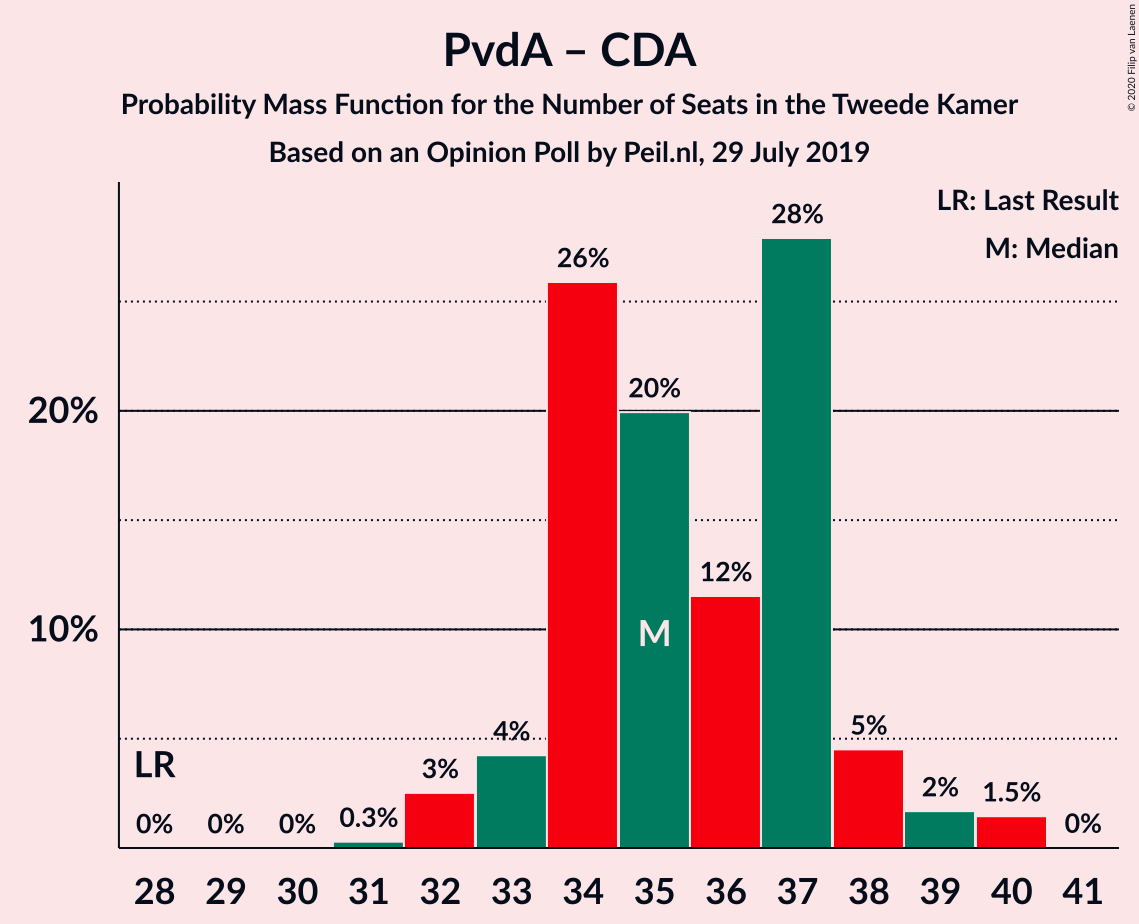 PvdA – CDA
Probability Mass Function for the Number of Seats in the Tweede Kamer
Based on an Opinion Poll by Peil.nl, 29 July 2019
© 2020 Filip van Laenen
LR: Last Result
M: Median
28%
26%
20%
20%
12%
10%
M
5%
4%
LR
3%
2%
1.5%
0.3%
0%
0%
0%
0%
28 29 30 31 32 33 34 35 36 37 38 39 40 41